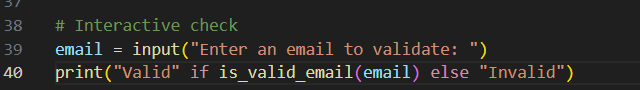 37
38 # Interactive check
39 email = input("Enter an email to validate: ")
40 print("Valid" if is_valid_email(email) else "Invalid")